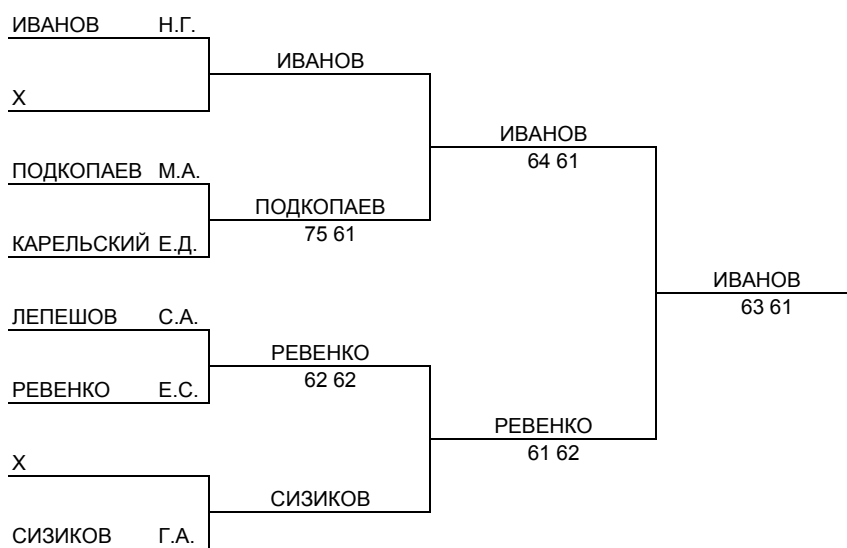 ИВАНОВ Н.Г.
ИВАНОВ
Х
ИВАНОВ
64 61
ПОДКОПАЕВ М.А.
ПОДКОПАЕВ
75 61
КАРЕЛЬСКИЙ Е.Д.
ИВАНОВ
63 61
ЛЕПЕШОВ С.А.
РЕВЕНКО
62 62
РЕВЕНКО Е.С.
РЕВЕНКО
61 62
Х
СИЗИКОВ
СИЗИКОВ Г.А.